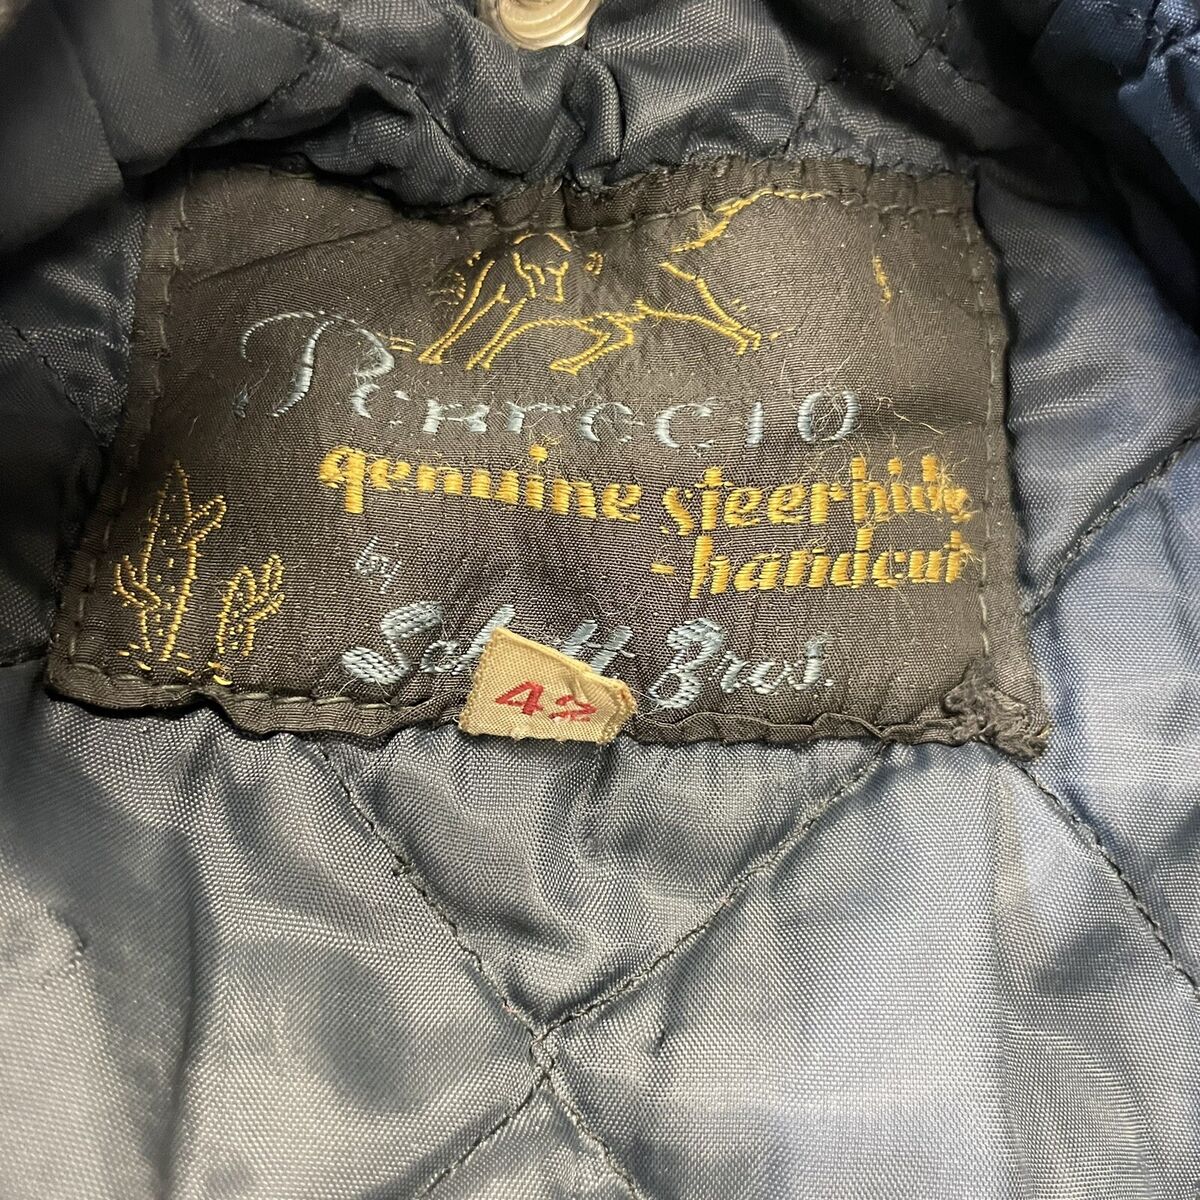 Perfecto
genuine steerhide
-handcut
by
Schott Bros.
42